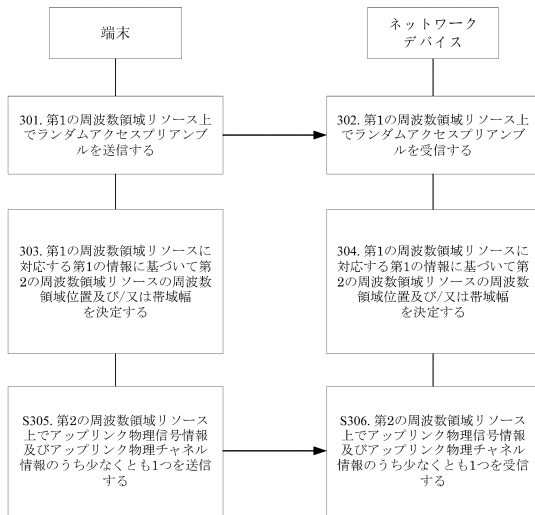 端末
ネットワーク
デバイス
301. 第1の周波数領域リソース上
でランダムアクセスプリアンブ
ルを送信する
302. 第1の周波数領域リソース上
でランダムアクセスプリアンブ
ルを受信する
303. 第1の周波数領域リソースに
対応する第1の情報に基づいて第
2の周波数領域リソースの周波数
領域位置及び/又は帯域幅
を決定する
304. 第1の周波数領域リソースに
対応する第1の情報に基づいて第
2の周波数領域リソースの周波数
領域位置及び/又は帯域幅
を決定する
S305. 第2の周波数領域リソース
上でアップリンク物理信号情報
及びアップリンク物理チャネル
情報のうち少なくとも1つを送信
する
S306. 第2の周波数領域リソース
上でアップリンク物理信号情報
及びアップリンク物理チャネル
情報のうち少なくとも1つを受信
する